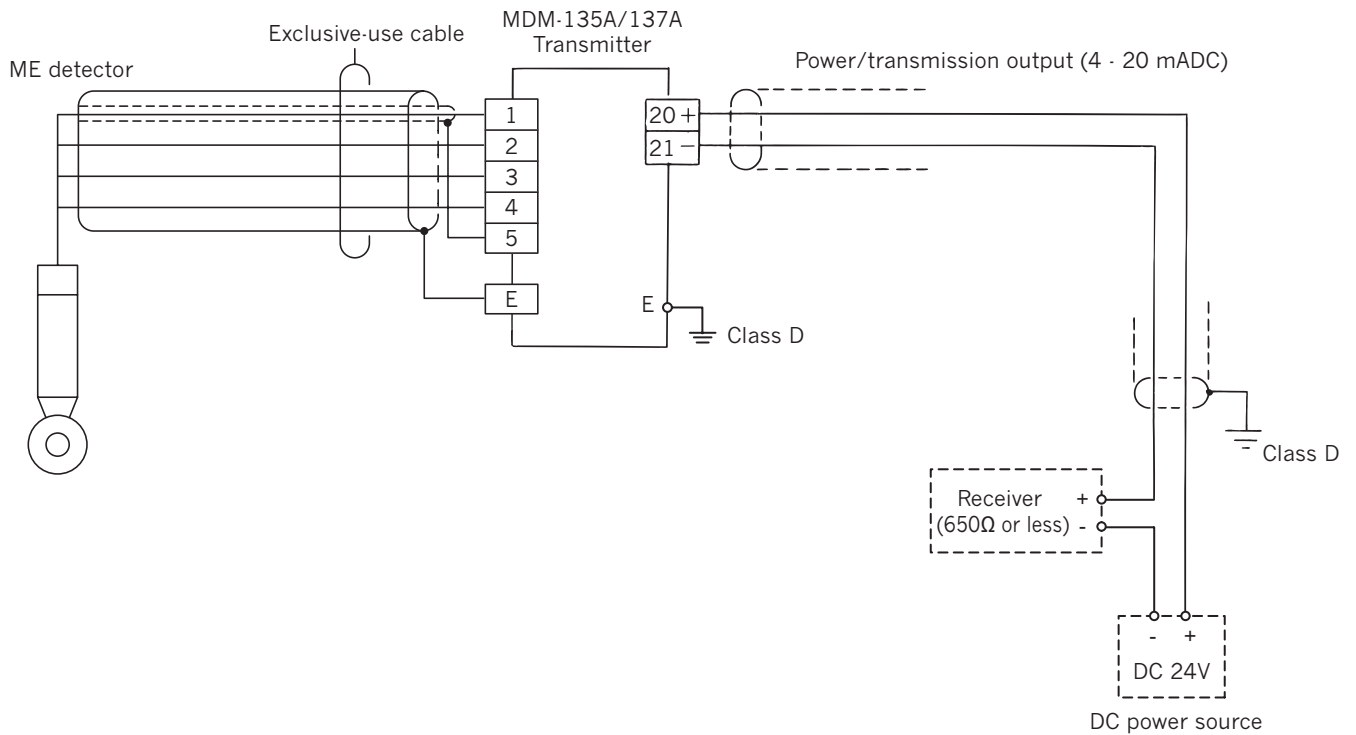 MDM-135A/137A
Transmitter
Exclusive-use cable
ME detector
Power/transmission output (4 - 20 mADC)
1
2
3
4
5
E
20 +
21 −
E
Class D
Class D
Receiver +
(650Ω or less) -
- +
DC 24V
DC power source